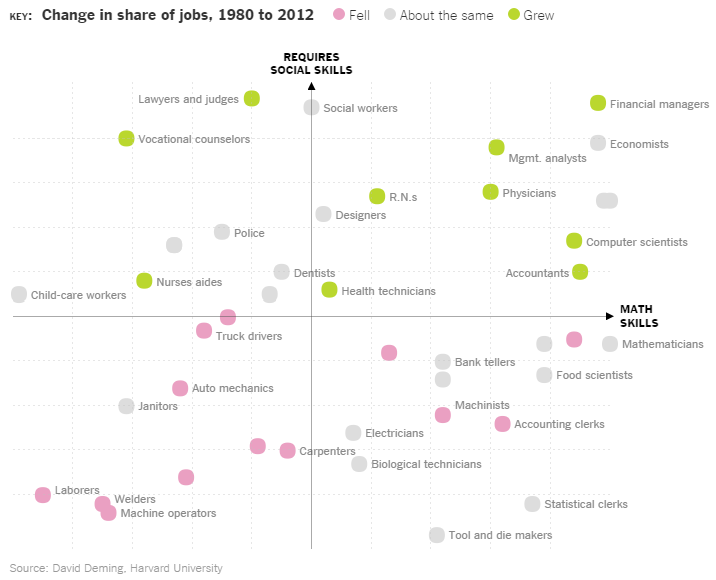 KEY: Change in share of jobs, 1980 to 2012 Fell About the same Grew
REQUIRES
SOCIAL SKILLS
Lawyers and judges
Social workers
Financial managers
Vocational counselors
Economists
Mgmt. analysts
Physicians
R.N.s
Designers
Police
Computer scientists
Dentists
Accountants
Nurses aides
Health technicians
Child-care workers
MATH
SKILLS
Truck drivers
Mathematicians
Bank tellers
Food scientists
Auto mechanics
Janitors
Machinists
Accounting clerks
Electricians
Carpenters
Biological technicians
Laborers
Welders
Statistical clerks
Machine operators
Tool and die makers
Source: David Deming, Harvard University